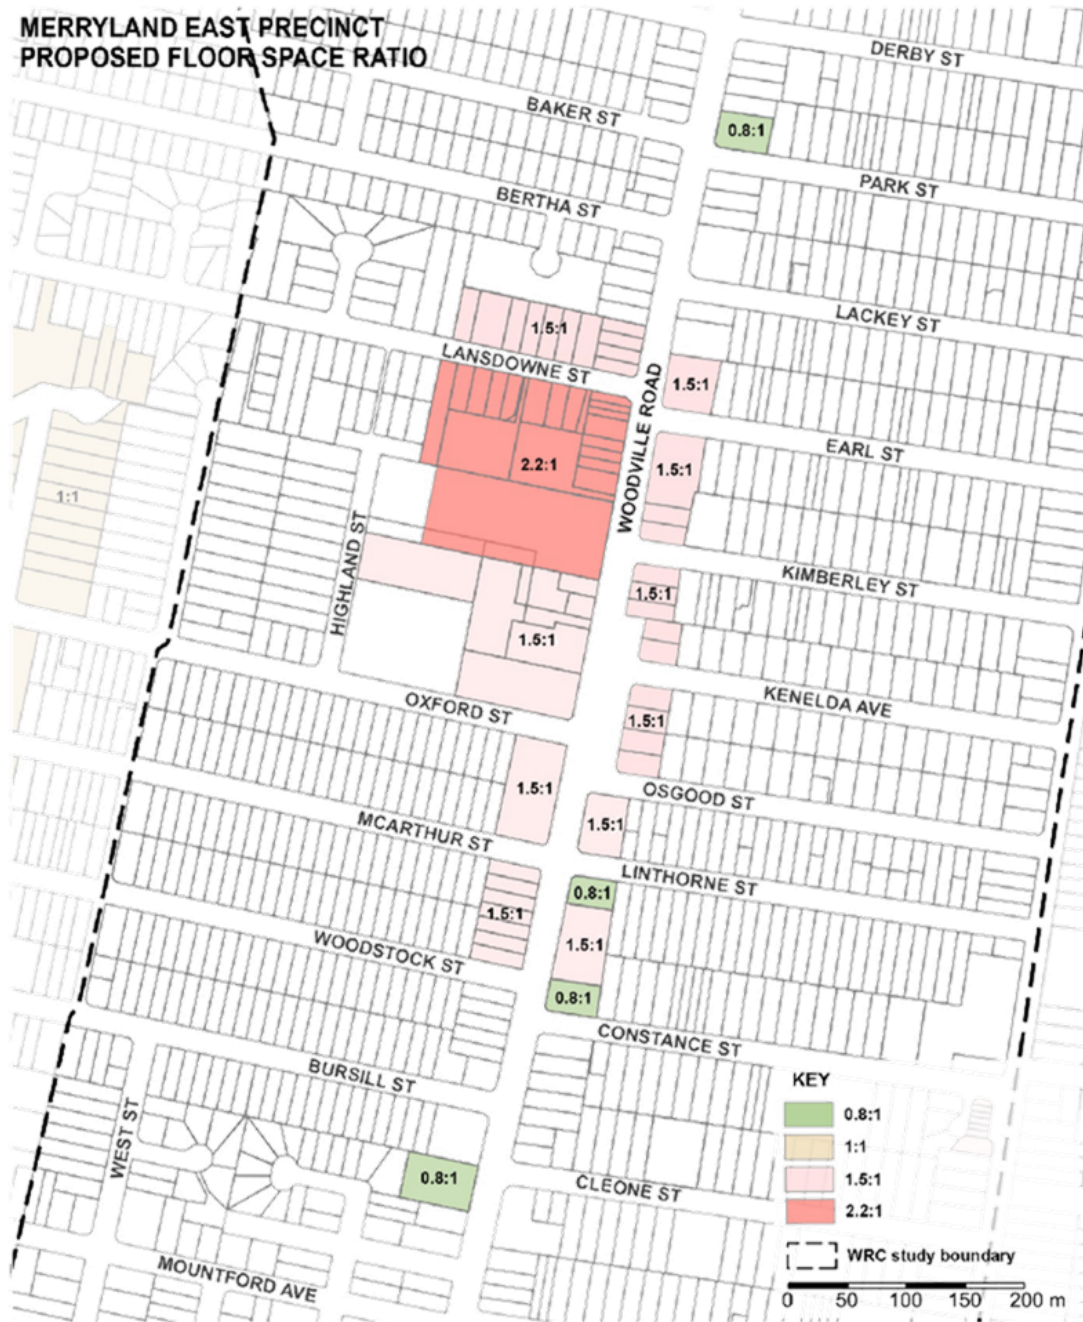 MERRYLAND EAST PRECINCT
PROPOSED FLOOR SPACE RATIO
DERBY ST
BAKER ST
0.8:1
PARK ST
BERTHA ST
LACKEY ST
1.5:1
LANSDOWNE ST
1.5:1
WOODVILLE ROAD
EARL ST
2.2:1
1.5:1
1:1
HIGHLAND ST
KIMBERLEY ST
1.5:1
1.5:1
KENELDA AVE
OXFORD ST
1.5:1
1.5:1
OSGOOD ST
MCARTHUR ST
1.5:1
LINTHORNE ST
0.8:1
1.5:1
1.5:1
WOODSTOCK ST
0.8:1
CONSTANCE ST
BURSILL ST
WEST ST
0.8:1
CLEONE ST
MOUNTFORD AVE
KEY
0.8:1
1:1
1.5:1
2.2:1
WRC study boundary
0 50 100 150 200 m